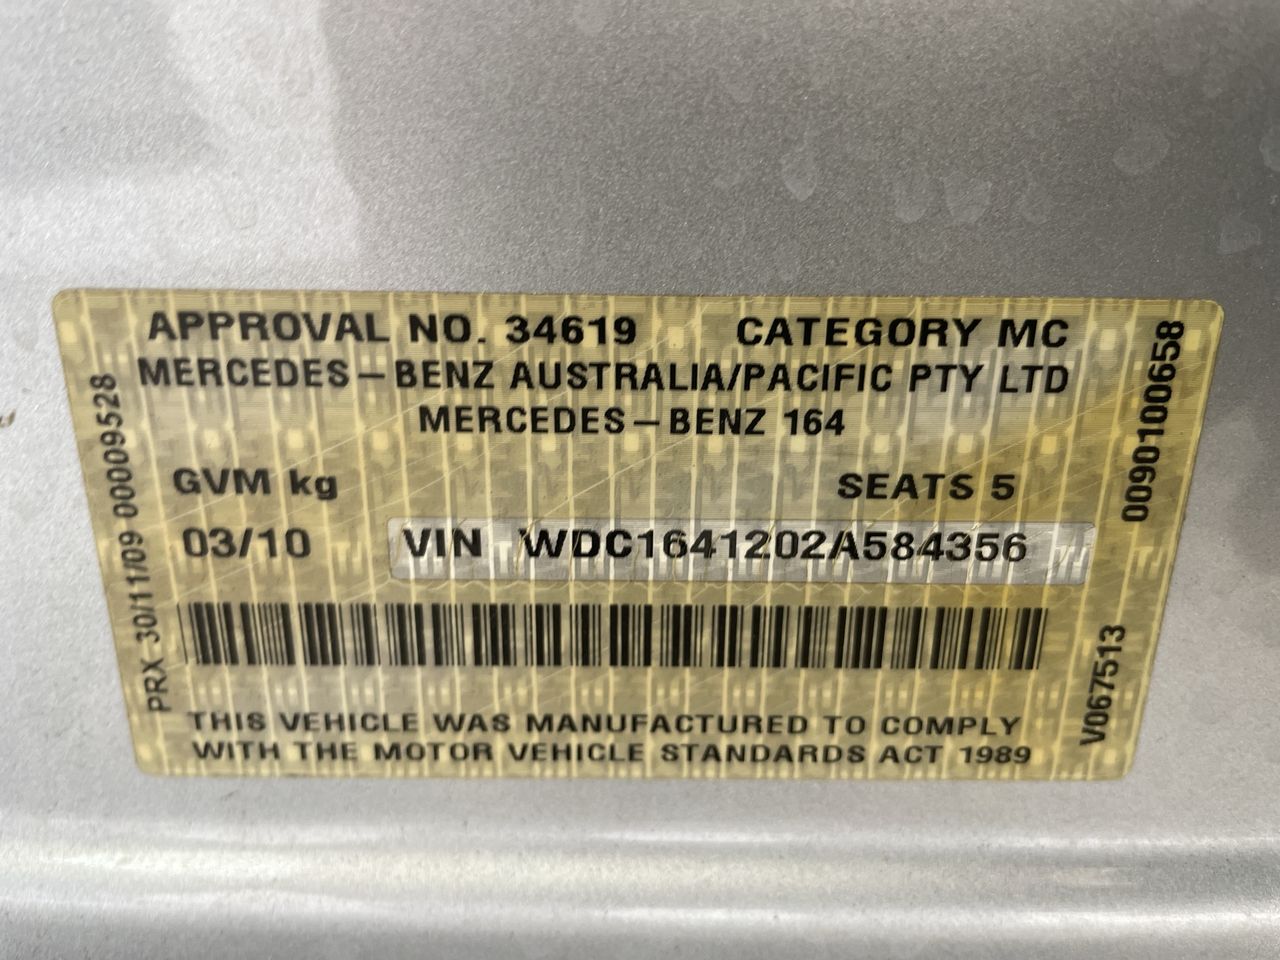 APPROVAL NO. 34619 CATEGORY MC
MERCEDES-BENZ AUSTRALIA/PACIFIC PTY LTD
MERCEDES-BENZ 164
GVM kg SEATS 5
03/10 VIN WDC1641202A584356
THIS VEHICLE WAS MANUFACTURED TO COMPLY
WITH THE MOTOR VEHICLE STANDARDS ACT 1989
PRX 30/11/09 000095528
V067513 0090100658